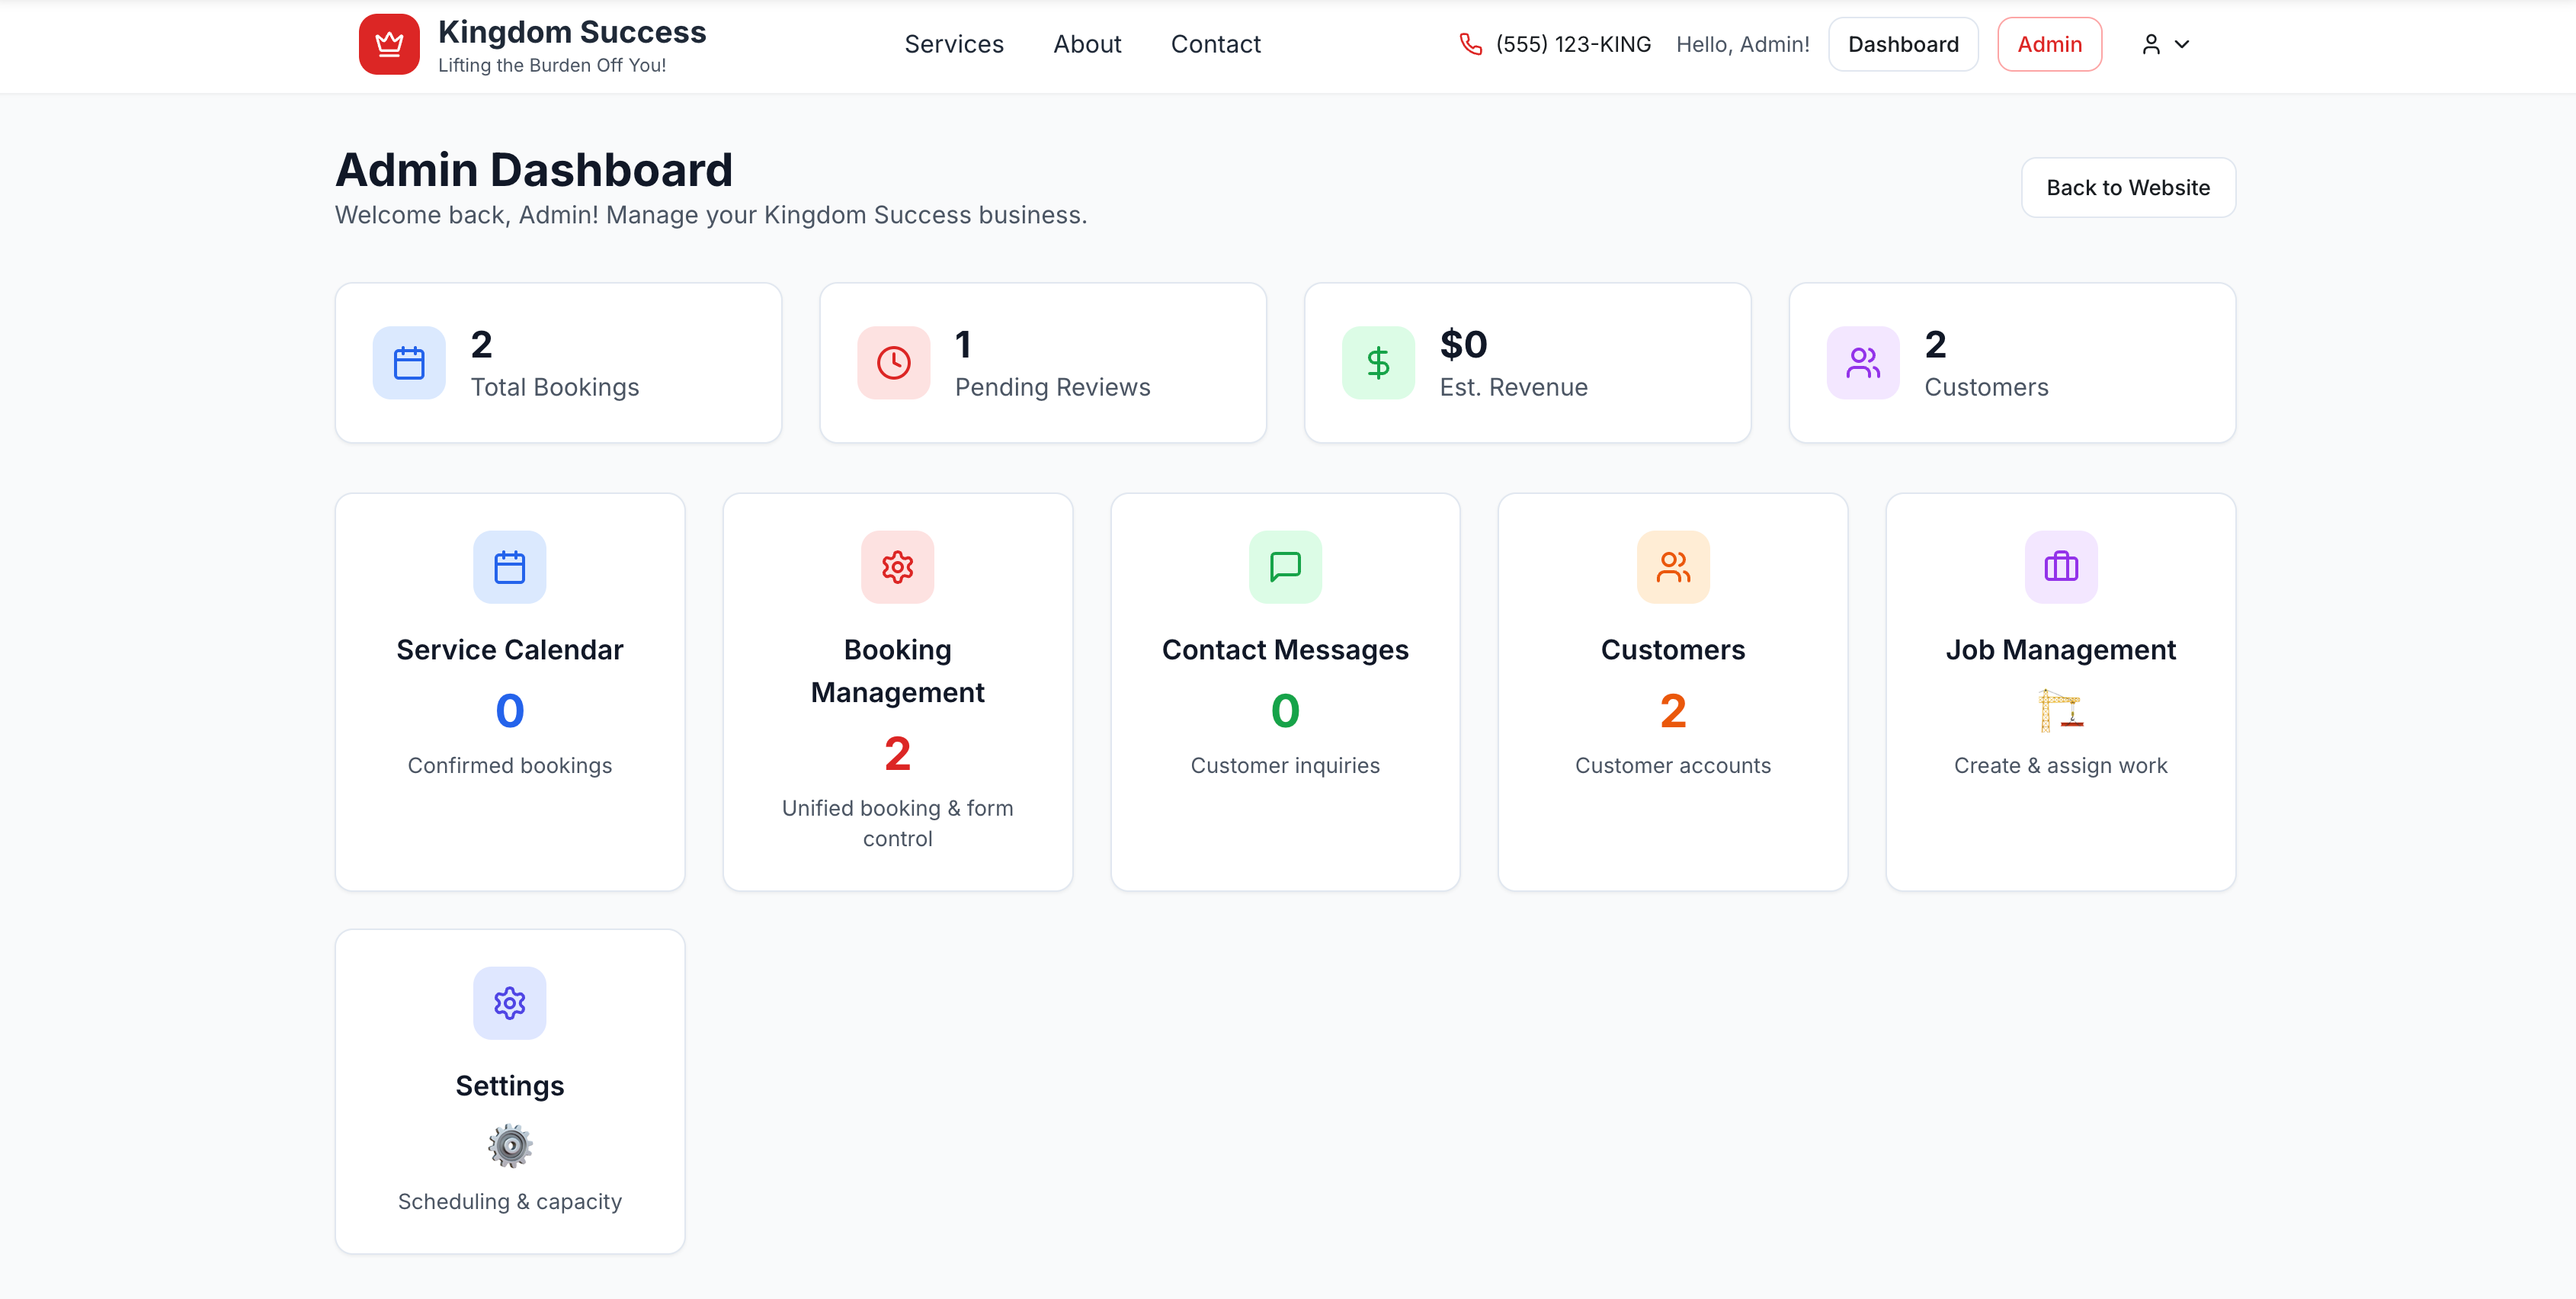 Kingdom Success
Lifting the Burden Off You!
Services
About
Contact
(555) 123-KING
Hello, Admin!
Dashboard
Admin
Admin Dashboard
Welcome back, Admin! Manage your Kingdom Success business.
Back to Website
2
Total Bookings
1
Pending Reviews
$0
Est. Revenue
2
Customers
Service Calendar
0
Confirmed bookings
Booking
Management
2
Unified booking & form
control
Contact Messages
0
Customer inquiries
Customers
2
Customer accounts
Job Management
Create & assign work
Settings
Scheduling & capacity